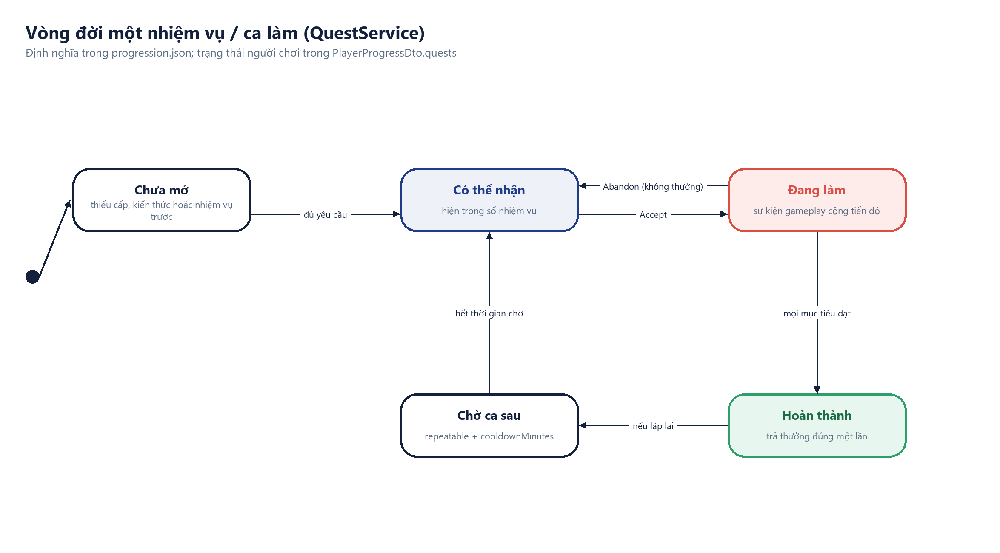 Vòng đời một nhiệm vụ / ca làm (QuestService)
Định nghĩa trong progression.json; trạng thái người chơi trong PlayerProgressDto.quests
Chưa mở
thiếu cấp, kiến thức hoặc nhiệm vụ
trước
đủ yêu cầu
Có thể nhận
hiện trong sổ nhiệm vụ
Abandon (không thưởng)
Accept
Đang làm
sự kiện gameplay cộng tiến độ
hết thời gian chờ
mọi mục tiêu đạt
Chờ ca sau
repeatable + cooldownMinutes
nếu lặp lại
Hoàn thành
trả thưởng đúng một lần